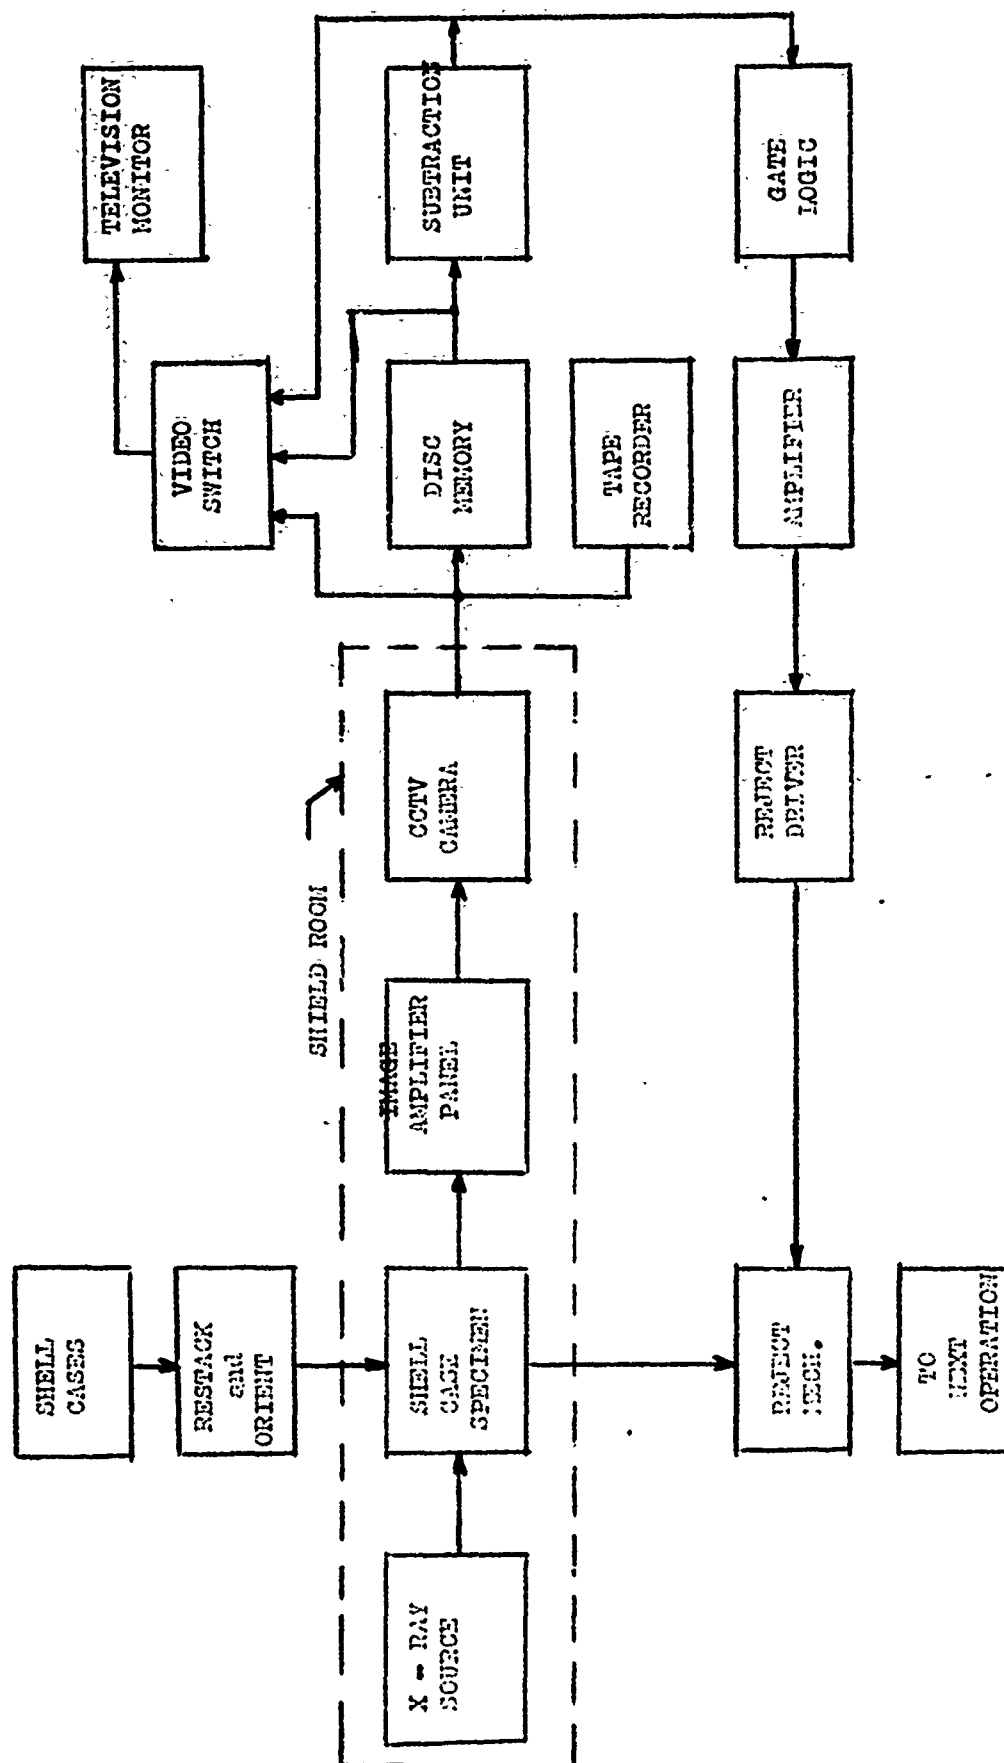 SHELL
CASES
RESTACK
and
ORIENT
X - RAY
SOURCE
SHELL
CASE
SPECIMEN
IMAGE
AMPLIFIER
PANEL
CCTV
CAMERA
SHIELD ROOM
VIDEO
SWITCH
TELEVISION
MONITOR
DISC
MEMORY
SUBTRACTION
UNIT
TAPE
RECORDER
GATE
LOGIC
AMPLIFIER
REJECT
DRIVER
REJECT
MECH.
TO
NEXT
OPERATION